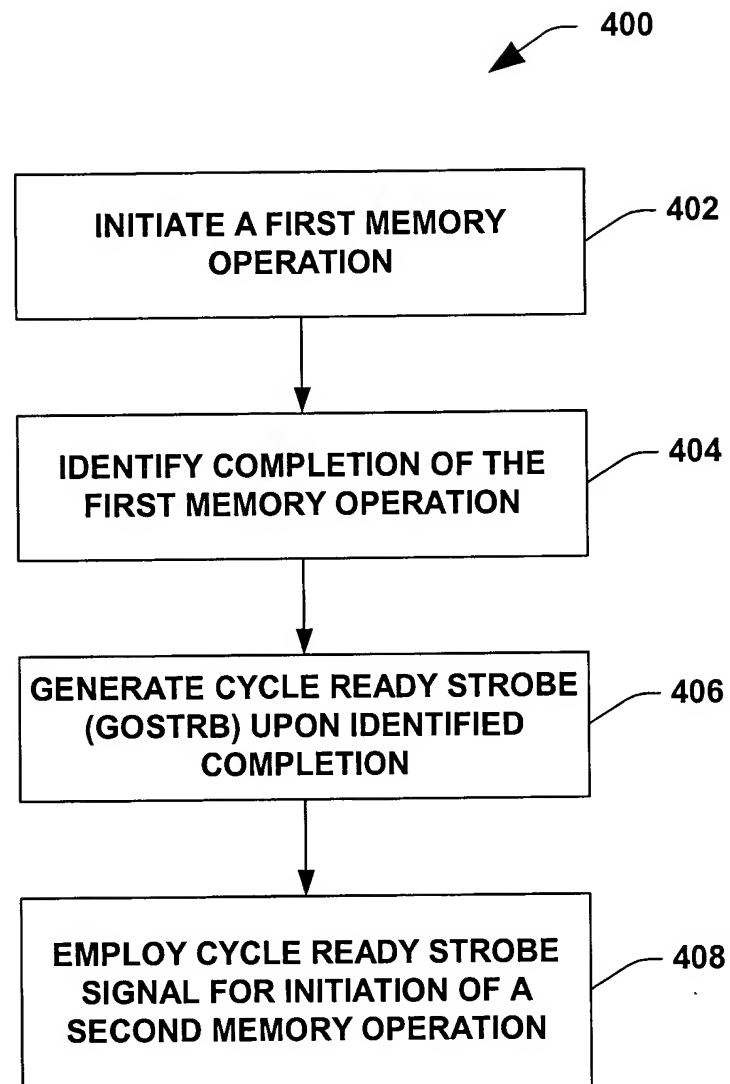 400
INITIATE A FIRST MEMORY
OPERATION
402
IDENTIFY COMPLETION OF THE
FIRST MEMORY OPERATION
404
GENERATE CYCLE READY STROBE
(GOSTRB) UPON IDENTIFIED
COMPLETION
406
EMPLOY CYCLE READY STROBE
SIGNAL FOR INITIATION OF A
SECOND MEMORY OPERATION
408